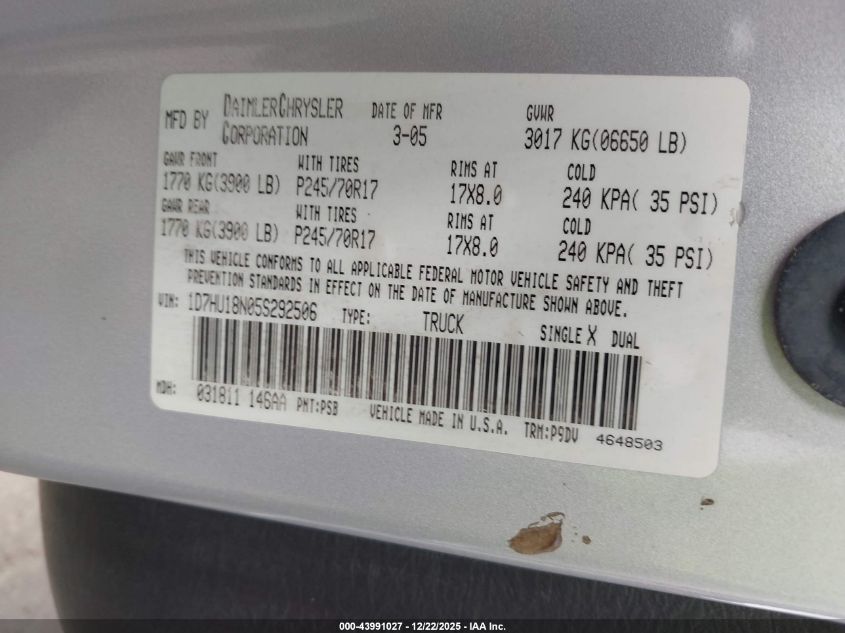 MFD BY DAIMLERCHRYSLER CORPORATION DATE OF MFR 3-05 GVWR 3017 KG(06650 LB)
GAWR FRONT WITH TIRES RIMS AT COLD
1770 KG(3900 LB) P245/70R17 17X8.0 240 KPA( 35 PSI)
GAWR REAR WITH TIRES RIMS AT COLD
1770 KG(3900 LB) P245/70R17 17X8.0 240 KPA( 35 PSI)
THIS VEHICLE CONFORMS TO ALL APPLICABLE FEDERAL MOTOR VEHICLE SAFETY AND THEFT
PREVENTION STANDARDS IN EFFECT ON THE DATE OF MANUFACTURE SHOWN ABOVE.
VIN: 1D7HU18N05S292506 TYPE: TRUCK SINGLE X DUAL
MDH: 031811 146AA PNT:PSB VEHICLE MADE IN U.S.A. TRM:P9DV 4648503
000-43991027 • 12/22/2025 • IAA Inc.